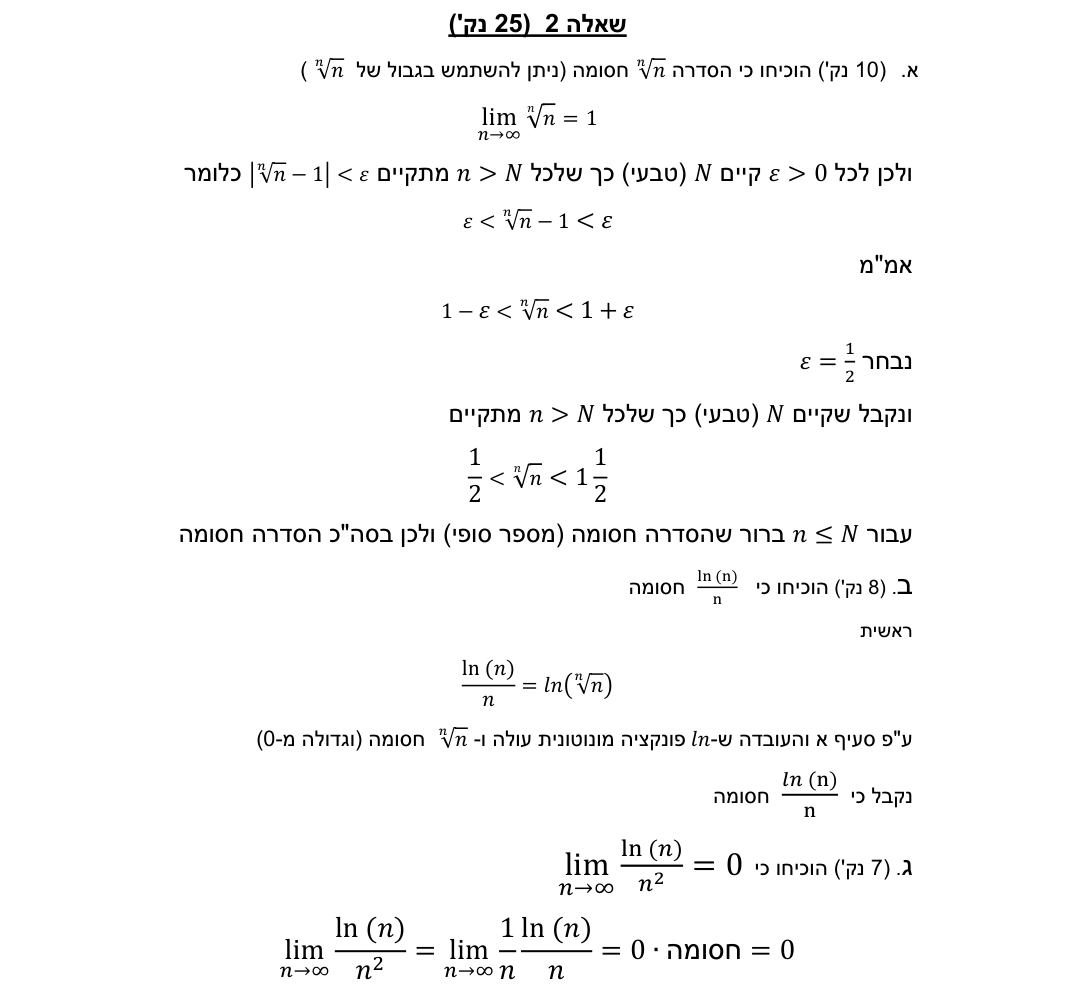 שאלה 2 (25 נק')
א. (10 נק') הוכיחו כי הסדרה ⁿ√n חסומה (ניתן להשתמש בגבול של ⁿ√n )
lim n→∞ ⁿ√n = 1
ולכן לכל ε > 0 קיים N (טבעי) כך שלכל n > N מתקיים |ⁿ√n − 1| < ε כלומר
ε < ⁿ√n − 1 < ε
אמ"מ
1 − ε < ⁿ√n < 1 + ε
נבחר ε = 1/2
ונקבל שקיים N (טבעי) כך שלכל n > N מתקיים
1/2 < ⁿ√n < 1 1/2
עבור n ≤ N ברור שהסדרה חסומה (מספר סופי) ולכן בסה"כ הסדרה חסומה
ב. (8 נק') הוכיחו כי ln (n)/n חסומה
ראשית
ln (n)/n = ln(ⁿ√n)
ע"פ סעיף א והעובדה ש-ln פונקציה מונוטונית עולה ו- ⁿ√n חסומה (וגדולה מ-0)
נקבל כי ln (n)/n חסומה
ג. (7 נק') הוכיחו כי lim n→∞ ln (n)/n² = 0
lim n→∞ ln (n)/n² = lim n→∞ 1/n ln (n)/n = 0 · חסומה = 0